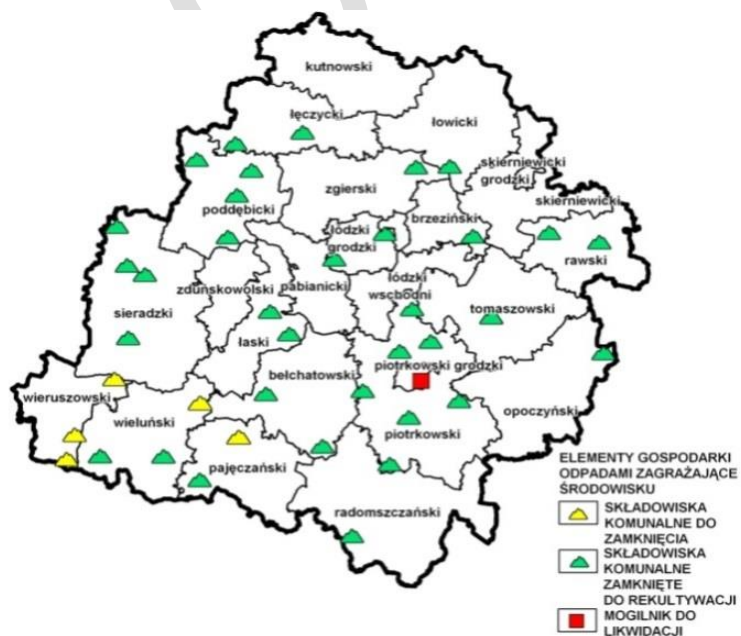 kutnowski
łęczycki
łowicki
skierniewicki
grodzki
zgierski
skierniewicki
poddębicki
brzeziński
łódzki
grodzki
rawski
łódzki
wschodni
zduńskowolski
pabianicki
tomaszowski
sieradzki
łaski
piotrkowski grodzki
bełchatowski
wieruszowski
opoczyński
wieluński
piotrkowski
pajęczański
radomszczański
ELEMENTY GOSPODARKI
ODPADAMI ZAGRAŻAJĄCE
ŚRODOWISKU
SKŁADOWISKA
KOMUNALNE DO
ZAMKNIĘCIA
SKŁADOWISKA
KOMUNALNE
ZAMKNIĘTE
DO REKULTYWACJI
MOGILNIK DO
LIKWIDACJI